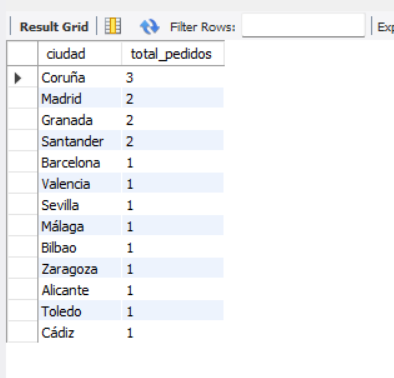 Result Grid Filter Rows: Exp
ciudad total_pedidos
Coruña 3
Madrid 2
Granada 2
Santander 2
Barcelona 1
Valencia 1
Sevilla 1
Málaga 1
Bilbao 1
Zaragoza 1
Alicante 1
Toledo 1
Cádiz 1